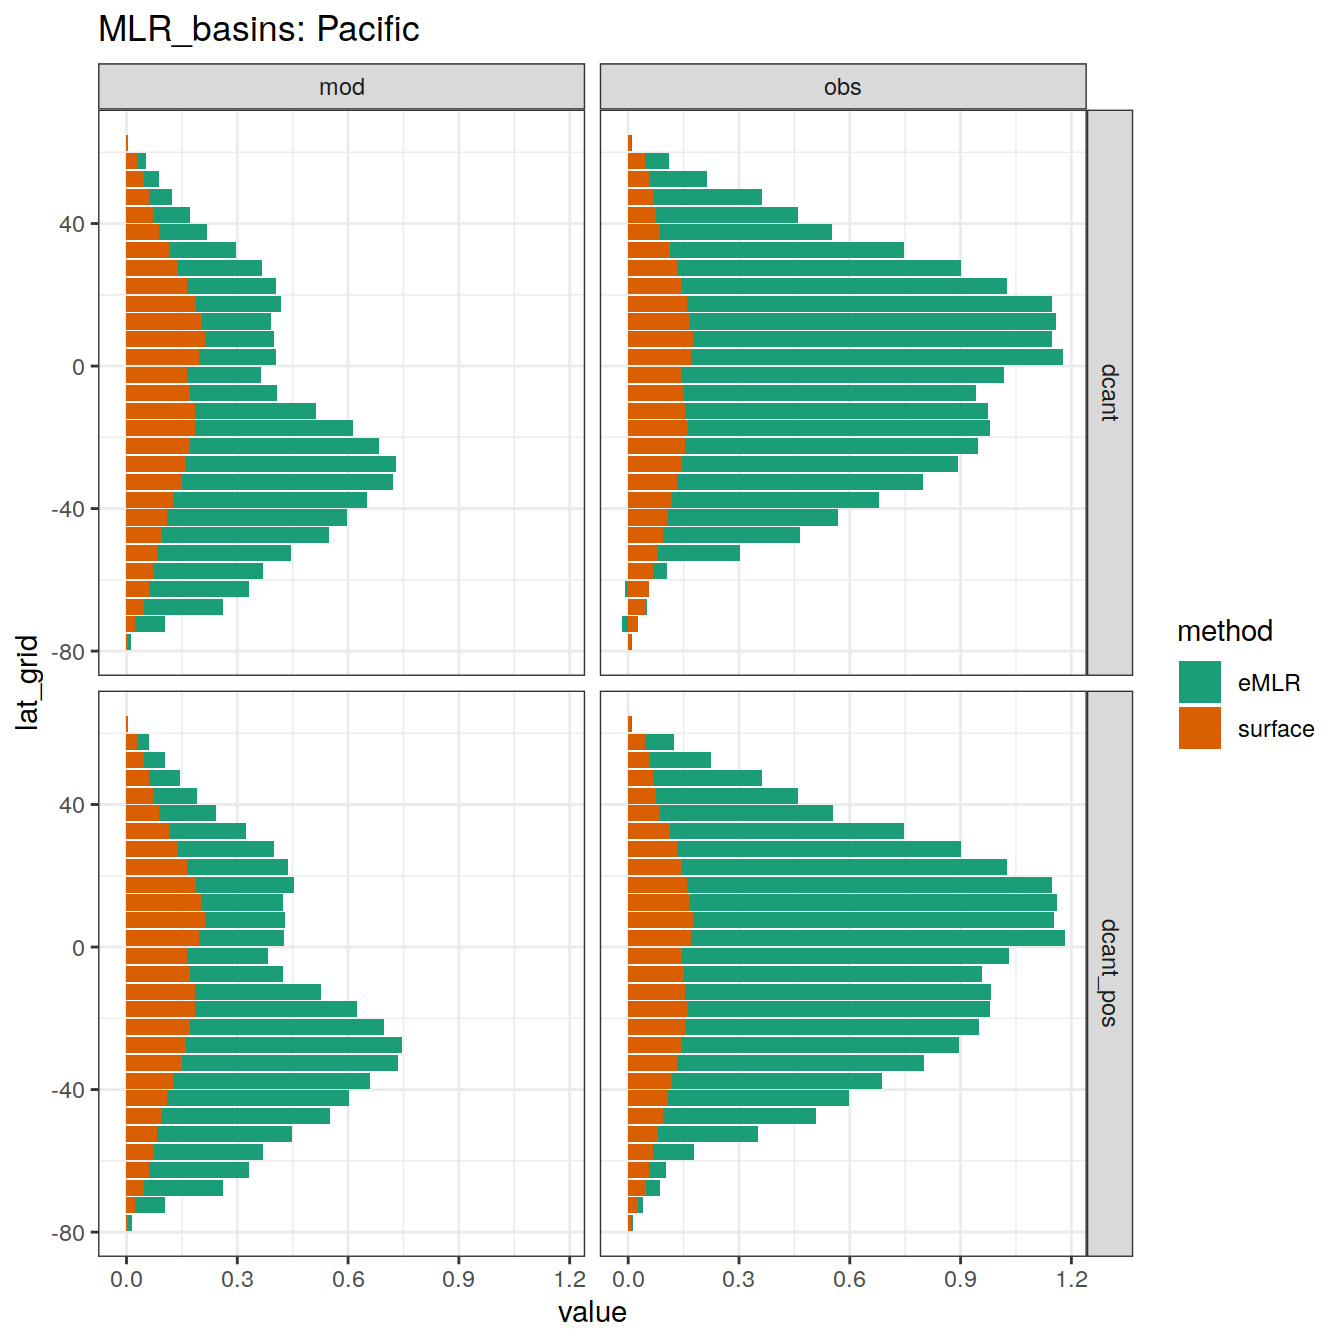 MLR_basins: Pacific
mod
obs
40
0
-40
-80
dcant
40
0
-40
-80
dcant_pos
lat_grid
0.0 0.3 0.6 0.9 1.2
0.0 0.3 0.6 0.9 1.2
value
method
eMLR
surface